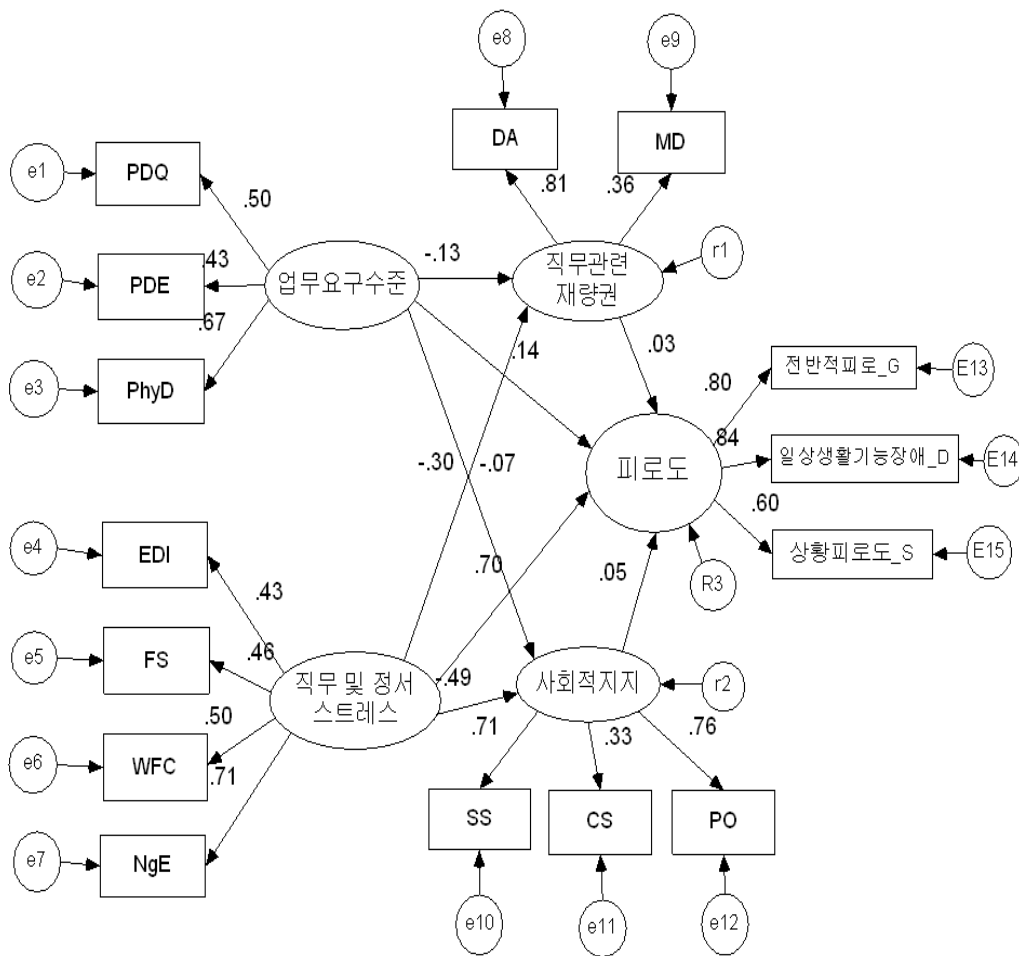 e8
e9
DA
MD
e1
PDQ
.81
.36
.50
r1
-.13
직무관련
재량권
e2
PDE
.43
업무요구수준
.67
.14
.03
e3
PhyD
전반적피로_G
E13
.80
.84
피로도
일상생활기능장애_D
E14
-.30
-.07
.60
상황피로도_S
E15
e4
EDI
.70
.05
R3
.43
e5
FS
.46
직무 및 정서
스트레스
-.49
사회적지지
r2
.50
.71
.33
.76
e6
WFC
.71
SS
CS
PO
e7
NgE
e10
e11
e12